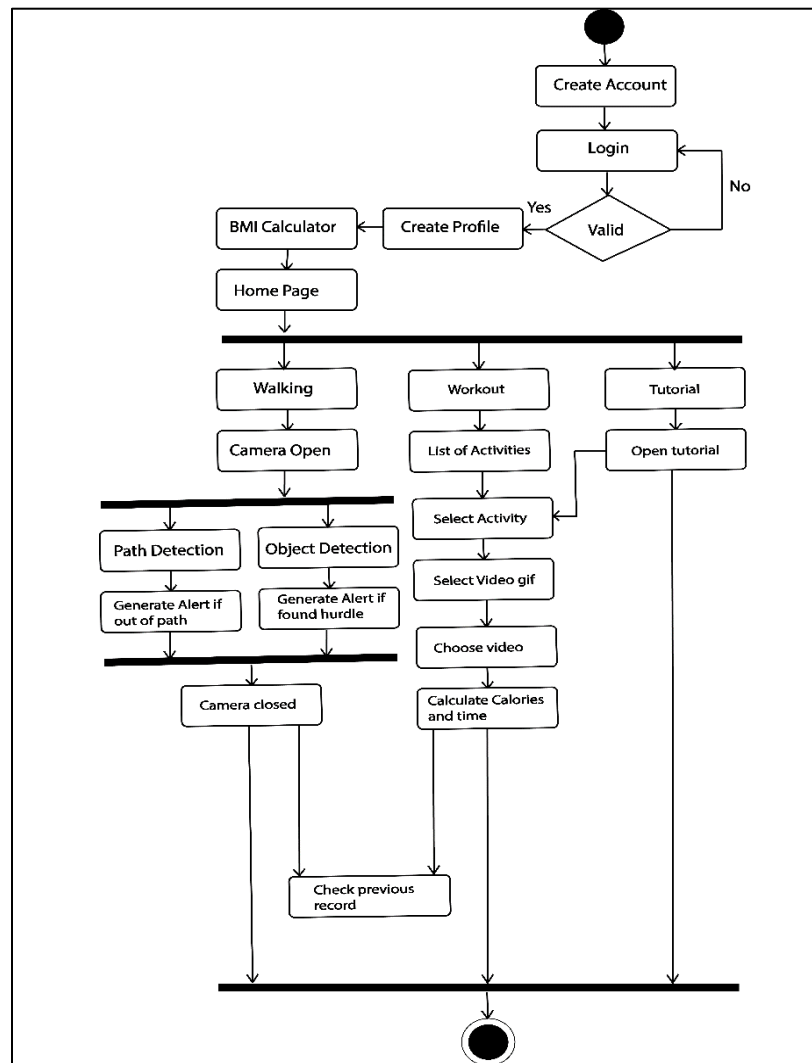 Create Account
Login
No
Yes
Valid
Create Profile
BMI Calculator
Home Page
Walking
Workout
Tutorial
Camera Open
List of Activities
Open tutorial
Select Activity
Path Detection
Object Detection
Select Video gif
Generate Alert if
out of path
Generate Alert if
found hurdle
Choose video
Camera closed
Calculate Calories
and time
Check previous
record